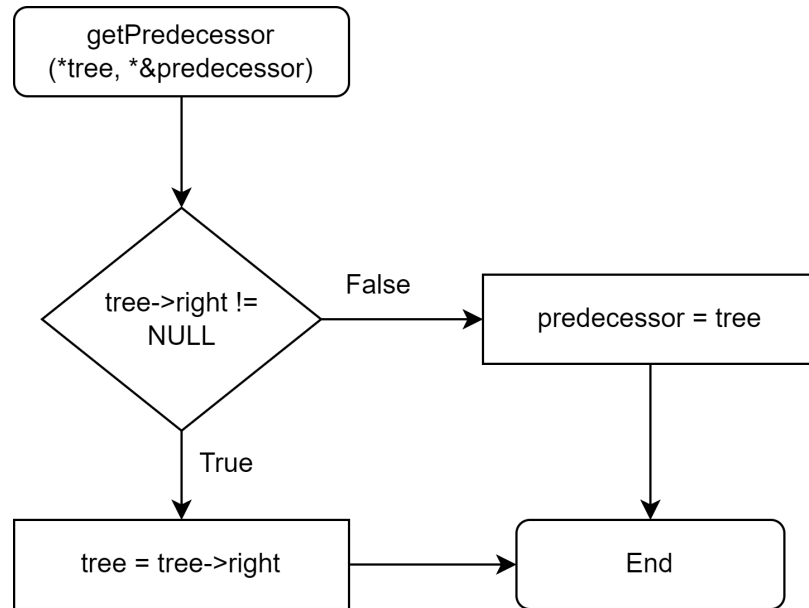 getPredecessor
(*tree, *&predecessor)
tree->right !=
NULL
False
predecessor = tree
True
tree = tree->right
End